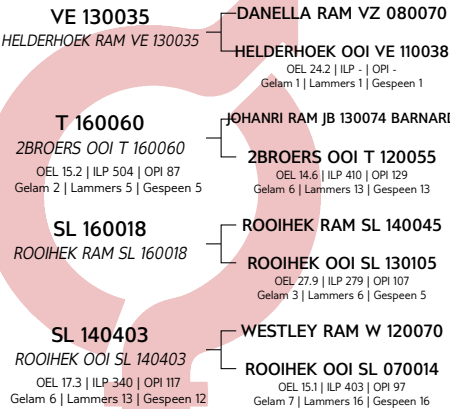 VE 130035
HELDERHOEK RAM VE 130035
DANELLA RAM VZ 080070
HELDERHOEK OOI VE 110038
OEL 24.2 | ILP - | OPI -
Gelam 1 | Lammers 1 | Gespeen 1
T 160060
2BROERS OOI T 160060
OEL 15.2 | ILP 504 | OPI 87
Gelam 2 | Lammers 5 | Gespeen 5
JOHANRI RAM JB 130074 BARNARD
2BROERS OOI T 120055
OEL 14.6 | ILP 410 | OPI 129
Gelam 6 | Lammers 13 | Gespeen 13
SL 160018
ROOIHEK RAM SL 160018
ROOIHEK RAM SL 140045
ROOIHEK OOI SL 130105
OEL 27.9 | ILP 279 | OPI 107
Gelam 3 | Lammers 6 | Gespeen 5
SL 140403
ROOIHEK OOI SL 140403
OEL 17.3 | ILP 340 | OPI 117
Gelam 6 | Lammers 13 | Gespeen 12
WESTLEY RAM W 120070
ROOIHEK OOI SL 070014
OEL 15.1 | ILP 403 | OPI 97
Gelam 7 | Lammers 16 | Gespeen 16